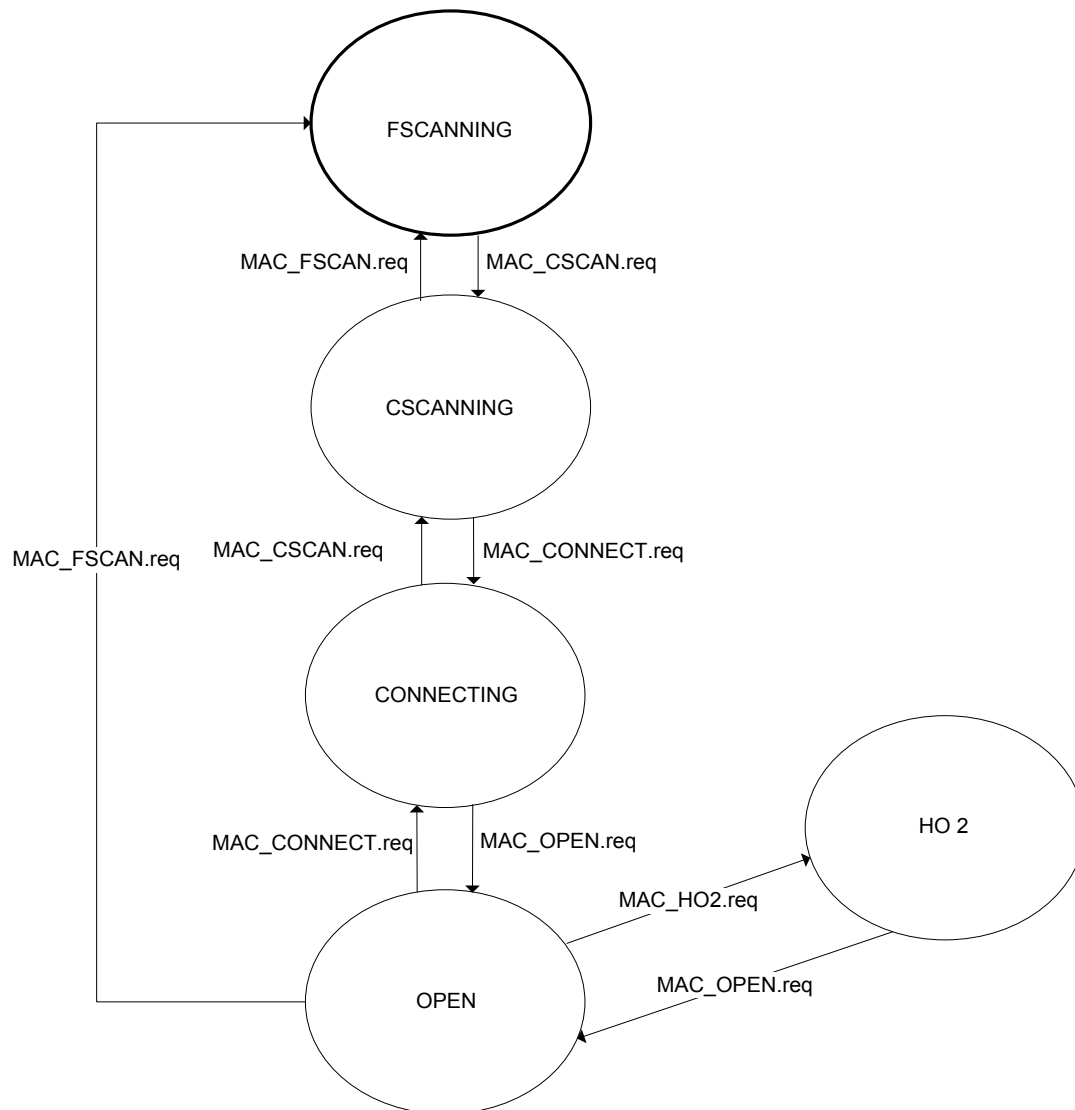 FSCANNING
MAC_FSCAN.req
MAC_CSCAN.req
CSCANNING
MAC_FSCAN.req
MAC_CSCAN.req
MAC_CONNECT.req
CONNECTING
HO 2
MAC_CONNECT.req
MAC_OPEN.req
MAC_HO2.req
MAC_OPEN.req
OPEN